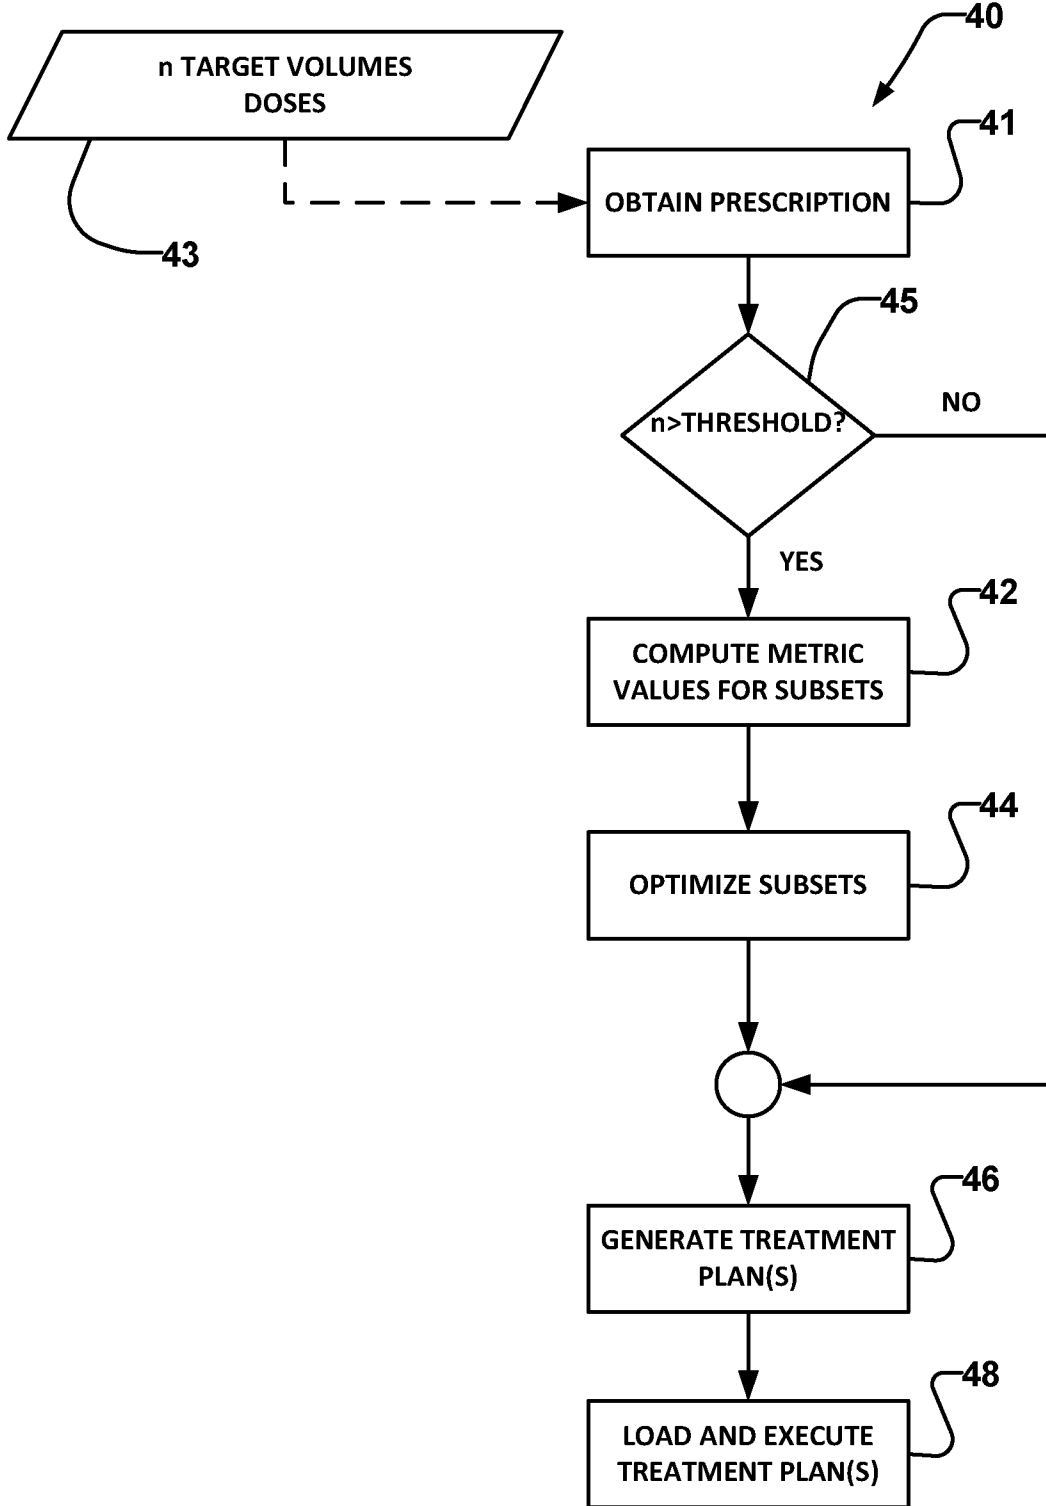 40
n TARGET VOLUMES
DOSES
41
OBTAIN PRESCRIPTION
43
45
n>THRESHOLD?
NO
YES
42
COMPUTE METRIC
VALUES FOR SUBSETS
44
OPTIMIZE SUBSETS
46
GENERATE TREATMENT
PLAN(S)
48
LOAD AND EXECUTE
TREATMENT PLAN(S)